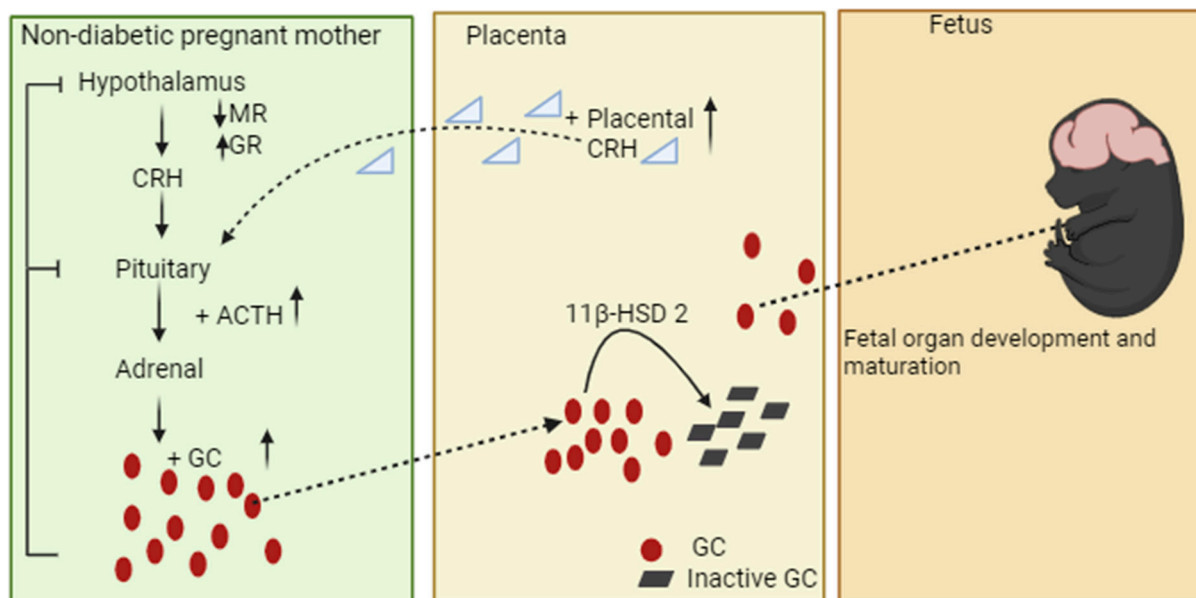 Non-diabetic pregnant mother
Hypothalamus
MR
GR
CRH
Pituitary
+ ACTH
Adrenal
+ GC
Placenta
+ Placental
CRH
11β-HSD 2
GC
Inactive GC
Fetus
Fetal organ development and
maturation